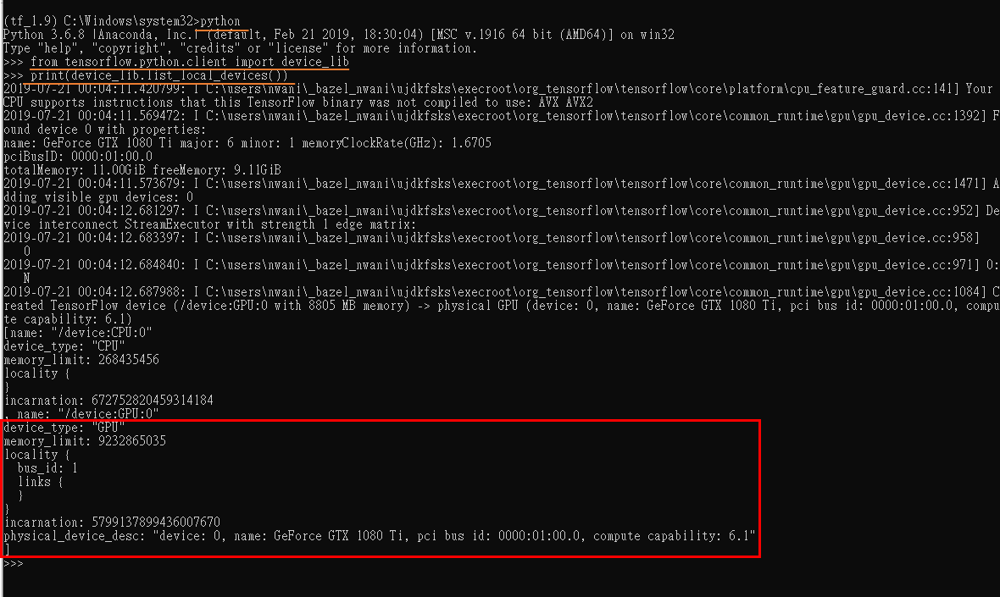 (tf_1.9) C:\Windows\system32>python
Python 3.6.8 |Anaconda, Inc.| (default, Feb 21 2019, 18:30:04) [MSC v.1916 64 bit (AMD64)] on win32
Type "help", "copyright", "credits" or "license" for more information.
>>> from tensorflow.python.client import device_lib
>>> print(device_lib.list_local_devices())
2019-07-21 00:04:11.420799: I C:\users\nwani\_bazel_nwani\ujdkfsks\execroot\org_tensorflow\tensorflow\core\platform\cpu_feature_guard.cc:141] Your
CPU supports instructions that this TensorFlow binary was not compiled to use: AVX AVX2
2019-07-21 00:04:11.569472: I C:\users\nwani\_bazel_nwani\ujdkfsks\execroot\org_tensorflow\tensorflow\core\common_runtime\gpu\gpu_device.cc:1392] F
ound device 0 with properties:
name: GeForce GTX 1080 Ti major: 6 minor: 1 memoryClockRate(GHz): 1.6705
pciBusID: 0000:01:00.0
totalMemory: 11.00GiB freeMemory: 9.11GiB
2019-07-21 00:04:11.573679: I C:\users\nwani\_bazel_nwani\ujdkfsks\execroot\org_tensorflow\tensorflow\core\common_runtime\gpu\gpu_device.cc:1471] A
dding visible gpu devices: 0
2019-07-21 00:04:12.681297: I C:\users\nwani\_bazel_nwani\ujdkfsks\execroot\org_tensorflow\tensorflow\core\common_runtime\gpu\gpu_device.cc:952] De
vice interconnect StreamExecutor with strength 1 edge matrix:
2019-07-21 00:04:12.683397: I C:\users\nwani\_bazel_nwani\ujdkfsks\execroot\org_tensorflow\tensorflow\core\common_runtime\gpu\gpu_device.cc:958]
0
2019-07-21 00:04:12.684840: I C:\users\nwani\_bazel_nwani\ujdkfsks\execroot\org_tensorflow\tensorflow\core\common_runtime\gpu\gpu_device.cc:971] 0:
N
2019-07-21 00:04:12.687988: I C:\users\nwani\_bazel_nwani\ujdkfsks\execroot\org_tensorflow\tensorflow\core\common_runtime\gpu\gpu_device.cc:1084] C
reated TensorFlow device (/device:GPU:0 with 8805 MB memory) -> physical GPU (device: 0, name: GeForce GTX 1080 Ti, pci bus id: 0000:01:00.0, compu
te capability: 6.1)
[name: "/device:CPU:0"
device_type: "CPU"
memory_limit: 268435456
locality {
}
incarnation: 672752820459314184
, name: "/device:GPU:0"
device_type: "GPU"
memory_limit: 9232865035
locality {
bus_id: 1
links {
}
}
incarnation: 5799137899436007670
physical_device_desc: "device: 0, name: GeForce GTX 1080 Ti, pci bus id: 0000:01:00.0, compute capability: 6.1"
]
>>>